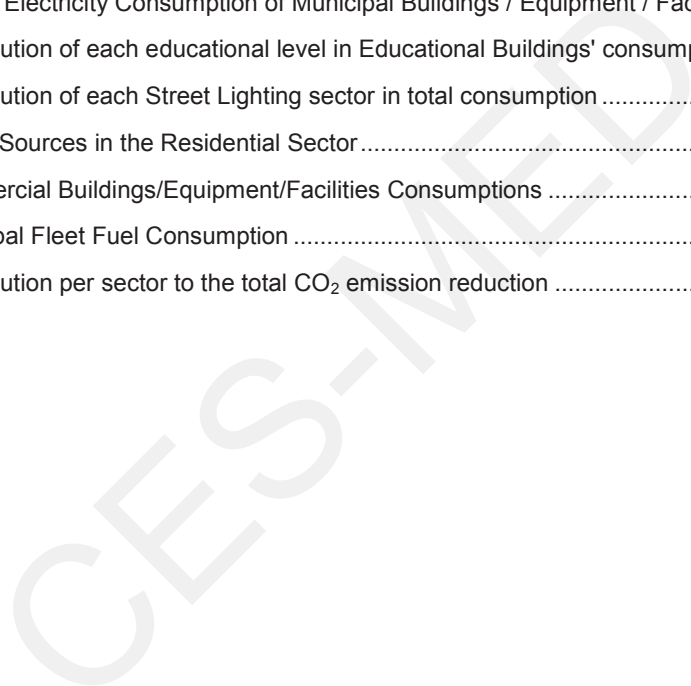 Electricity Consumption of Municipal Buildings / Equipment / Fac
ution of each educational level in Educational Buildings' consump
ution of each Street Lighting sector in total consumption ...................
Sources in the Residential Sector ..............................................................
ercial Buildings/Equipment/Facilities Consumptions ...........................
pal Fleet Fuel Consumption .........................................................................
ution per sector to the total CO₂ emission reduction ..........................
CES-MED